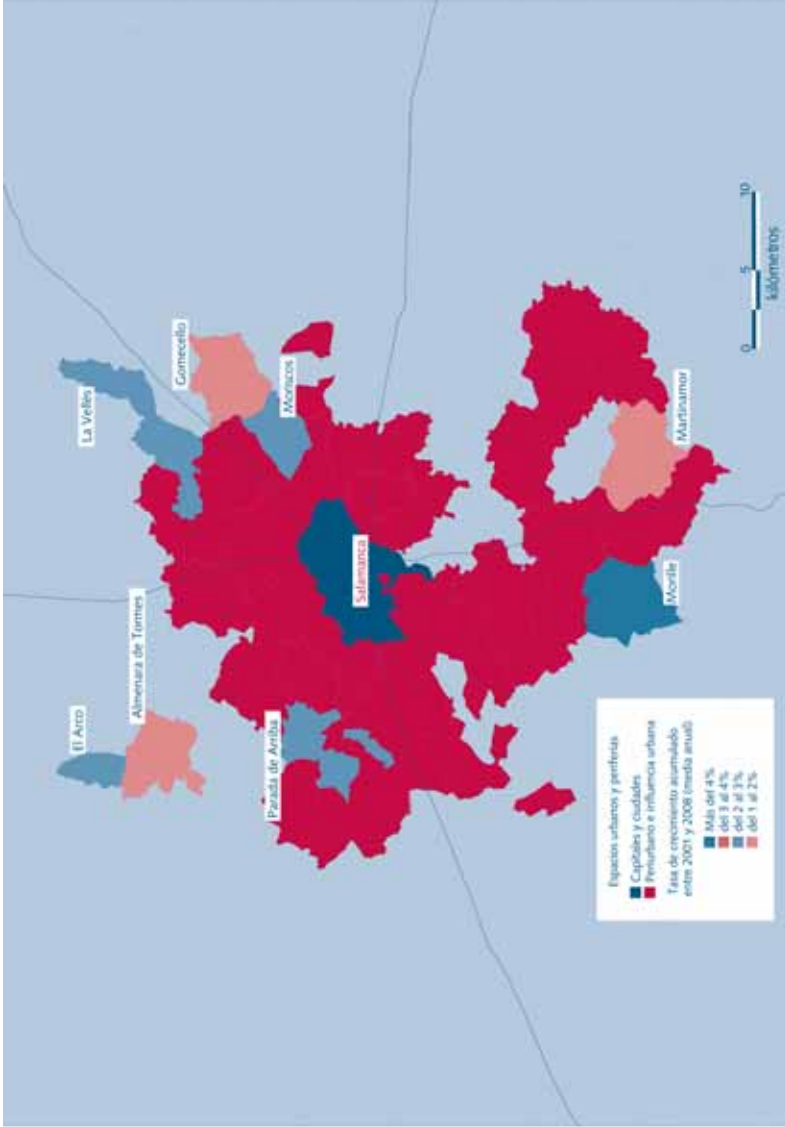 El Arco
Almenara de Tormes
La Vellés
Gomecello
Moriscos
Parada de Arriba
Salamanca
Martinamor
Morille
Espacios urbanos y periferias
Capitales y ciudades
Periurbano e influencia urbana
Tasa de crecimiento acumulado
entre 2001 y 2008 (media anual)
Más del 4%
del 3 al 4%
del 2 al 3%
del 1 al 2%
0 5 10
kilómetros